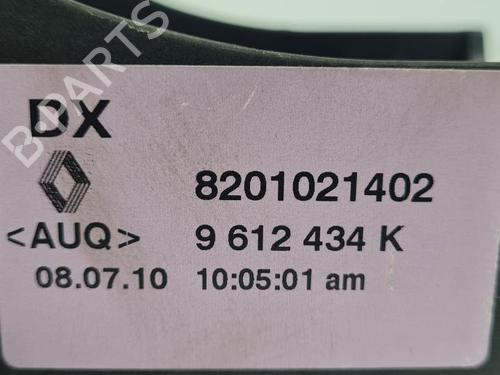 B-PARTS
DX
8201021402
<AUQ> 9 612 434 K
08.07.10 10:05:01 am